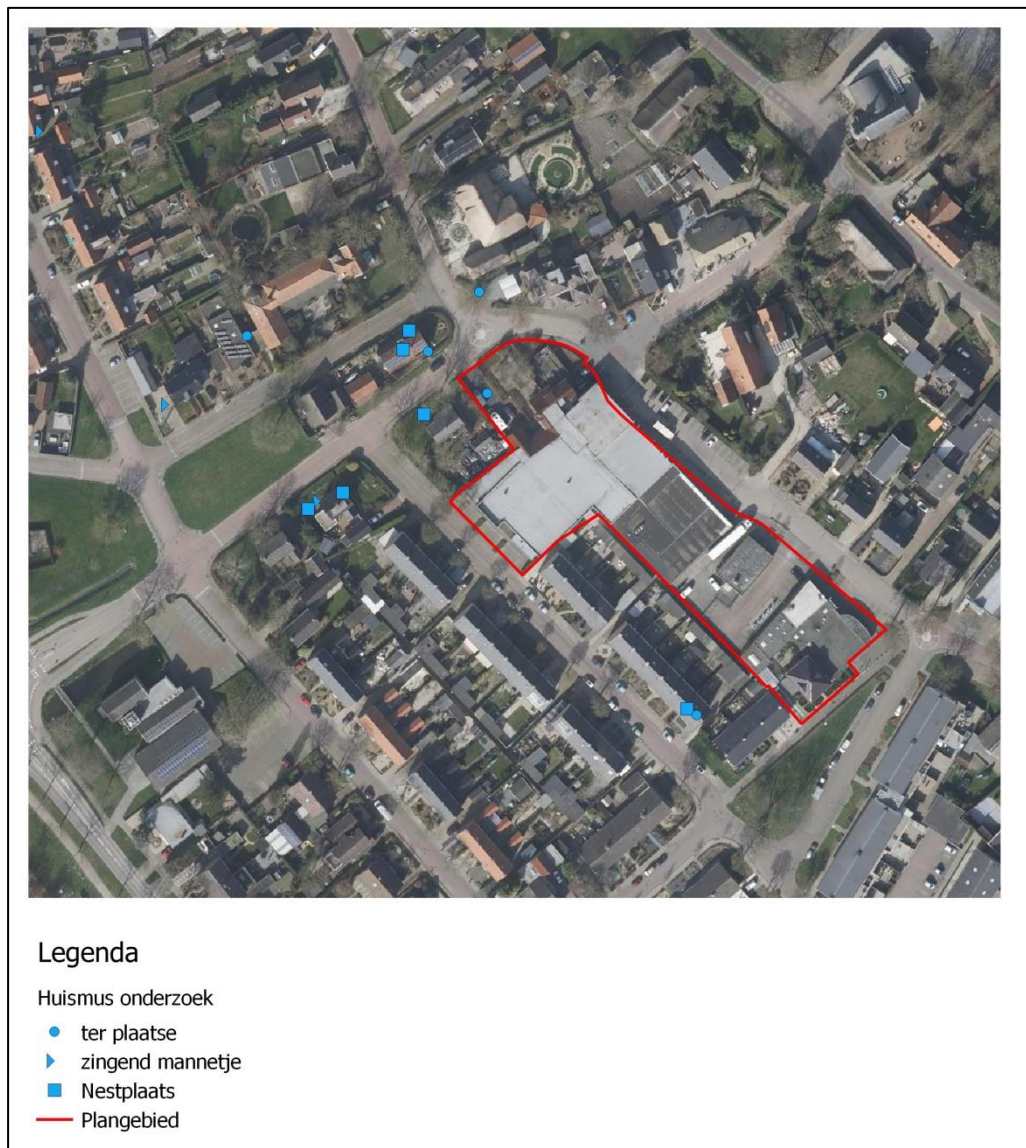 Legenda
Huismus onderzoek
ter plaatse
zingend mannetje
Nestplaats
Plangebied